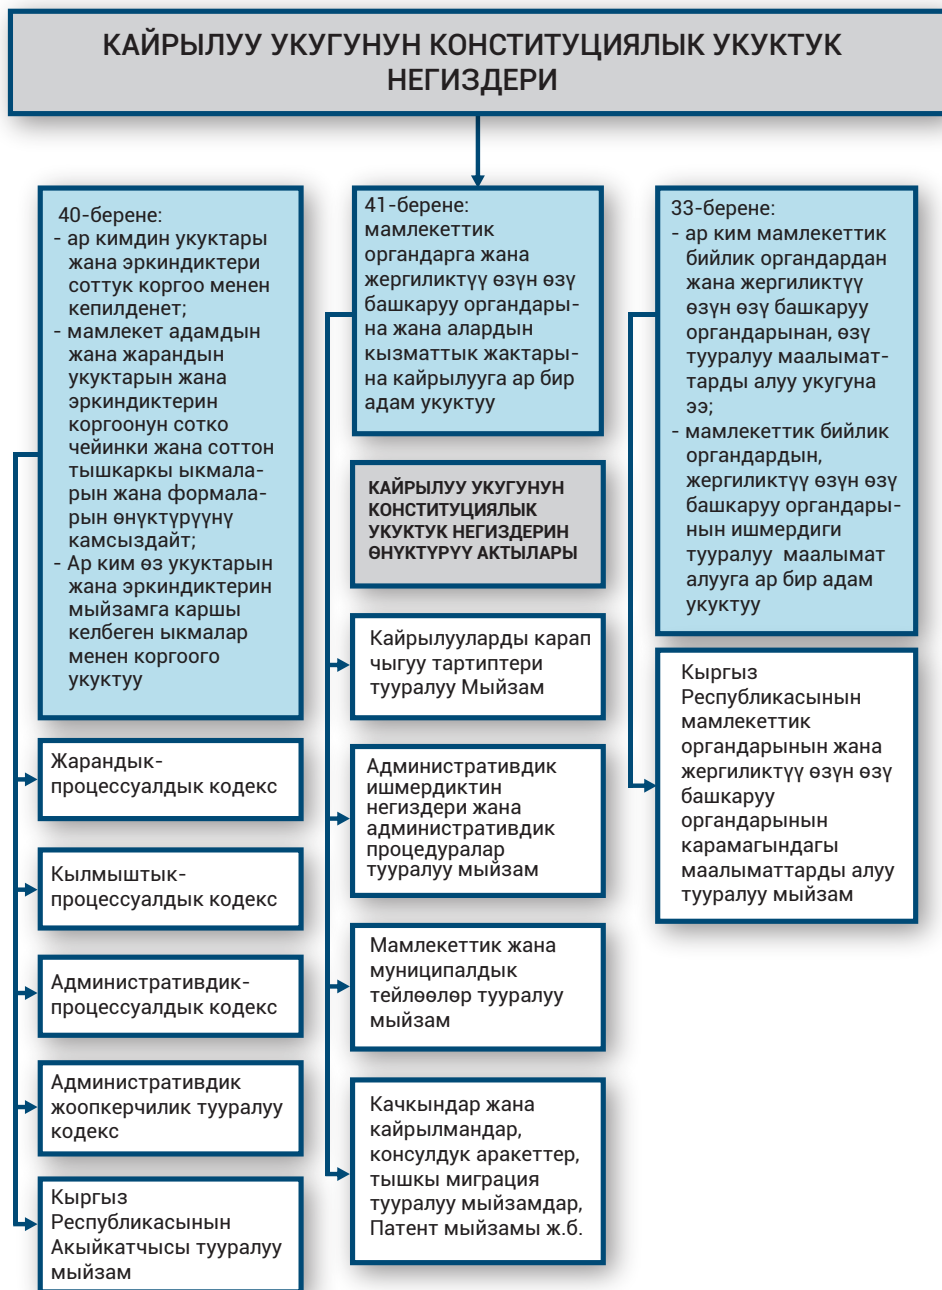 КАЙРЫЛУУ УКУГУНУН КОНСТИТУЦИЯЛЫК УКУКТУК
НЕГИЗДЕРИ
40-берене:
- ар кимдин укуктары
жана эркиндиктери
соттук коргоо менен
кепилденет;
- мамлекет адамдын
жана жарандын
укуктарын жана
эркиндиктерин
коргоонун сотко
чейинки жана соттон
тышкаркы ыкмала-
рын жана формала-
рын өнүктүрүүнү
камсыздайт;
- Ар ким өз укуктарын
жана эркиндиктерин
мыйзамга каршы
келбеген ыкмалар
менен коргоого
укуктуу
Жарандык-
процессуалдык кодекс
Кылмыштык-
процессуалдык кодекс
Административдик-
процессуалдык кодекс
Административдик
жоопкерчилик тууралуу
кодекс
Кыргыз
Республикасынын
Акыйкатчысы тууралуу
мыйзам
41-берене:
мамлекеттик
органдарга жана
жергиликтүү өзүн өзү
башкаруу органдары-
на жана алардын
кызматтык жактары-
на кайрылууга ар бир
адам укуктуу
КАЙРЫЛУУ УКУГУНУН
КОНСТИТУЦИЯЛЫК
УКУКТУК НЕГИЗДЕРИН
ӨНҮКТҮРҮҮ АКТЫЛАРЫ
Кайрылууларды карап
чыгуу тартиптери
тууралуу Мыйзам
Административдик
ишмердиктин
негиздери жана
административдик
процедуралар
тууралуу мыйзам
Мамлекеттик жана
муниципалдык
тейлөөлөр тууралуу
мыйзам
Качкындар жана
кайрылмандар,
консулдук аракеттер,
тышкы миграция
тууралуу мыйзамдар,
Патент мыйзамы ж.б.
33-берене:
- ар ким мамлекеттик
бийлик органдардан
жана жергиликтүү
өзүн өзү башкаруу
органдарынан, өзү
тууралуу маалымат-
тарды алуу укугуна
ээ;
- мамлекеттик бийлик
органдардын,
жергиликтүү өзүн өзү
башкаруу органдары-
нын ишмердиги
тууралуу маалымат
алууга ар бир адам
укуктуу
Кыргыз
Республикасынын
мамлекеттик
органдарынын жана
жергиликтүү өзүн өзү
башкаруу
органдарынын
карамагындагы
маалыматтарды алуу
тууралуу мыйзам